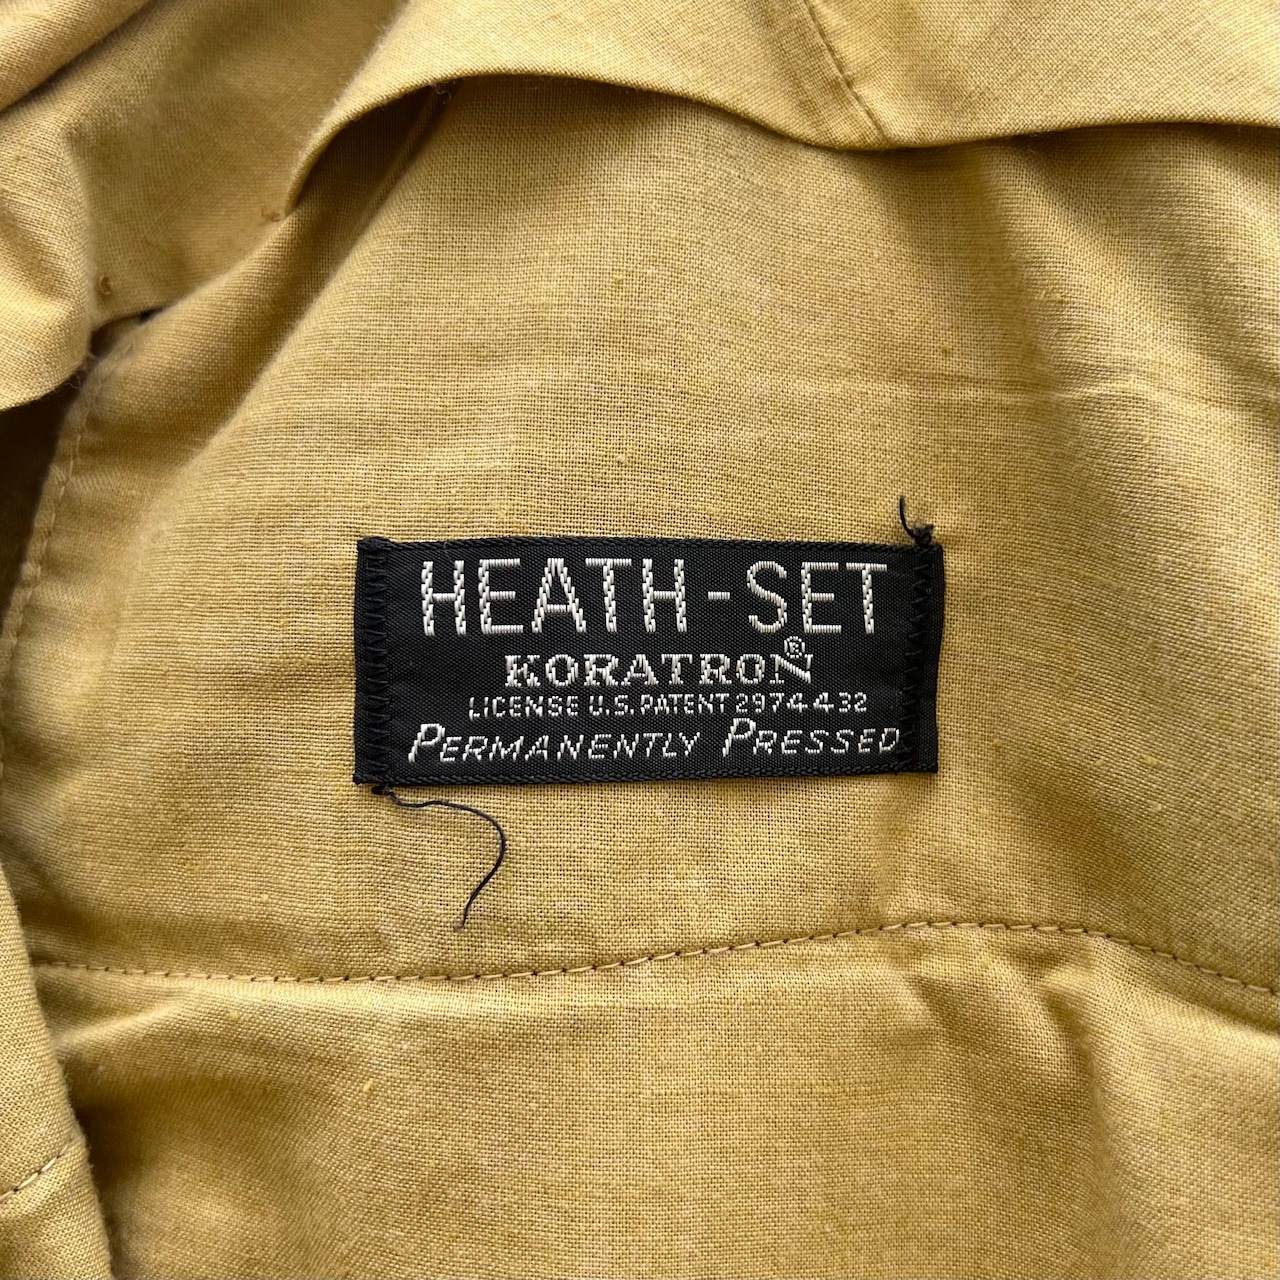 HEATH-SET
KORATRON®
LICENSE U.S. PATENT 2974432
PERMANENTLY PRESSED